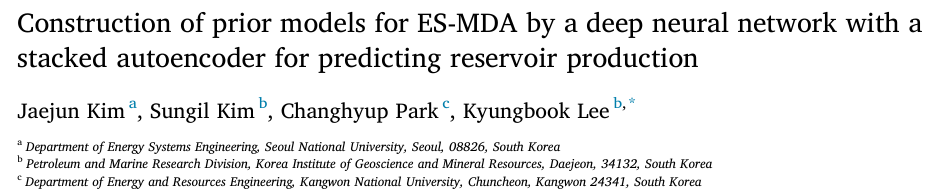 Construction of prior models for ES-MDA by a deep neural network with a
stacked autoencoder for predicting reservoir production
Jaejun Kim a, Sungil Kim b, Changhyup Park c, Kyungbook Lee b,*
a Department of Energy Systems Engineering, Seoul National University, Seoul, 08826, South Korea
b Petroleum and Marine Research Division, Korea Institute of Geoscience and Mineral Resources, Daejeon, 34132, South Korea
c Department of Energy and Resources Engineering, Kangwon National University, Chuncheon, Kangwon 24341, South Korea